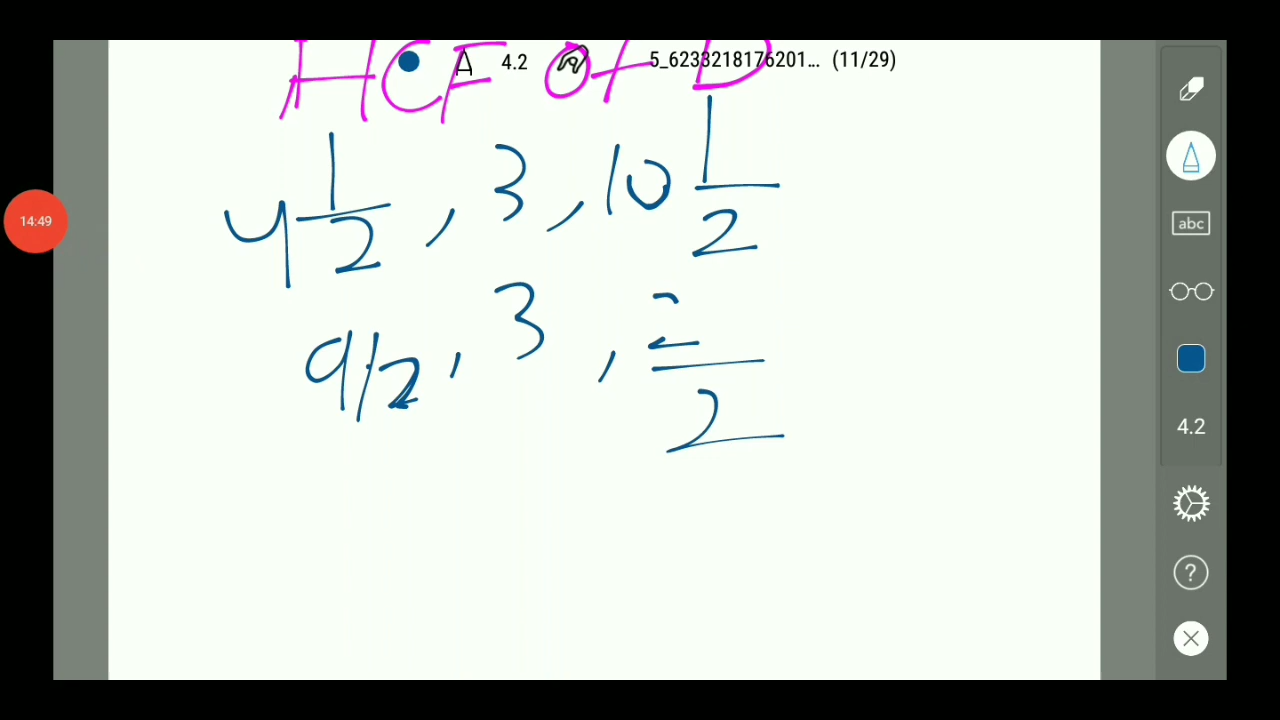 HCF of D
A 4.2 5_6233218176201... (11/29)
4 1/2 , 3 , 10 1/2
14:49
abc
9/2 , 3 , 2/2
4.2
?